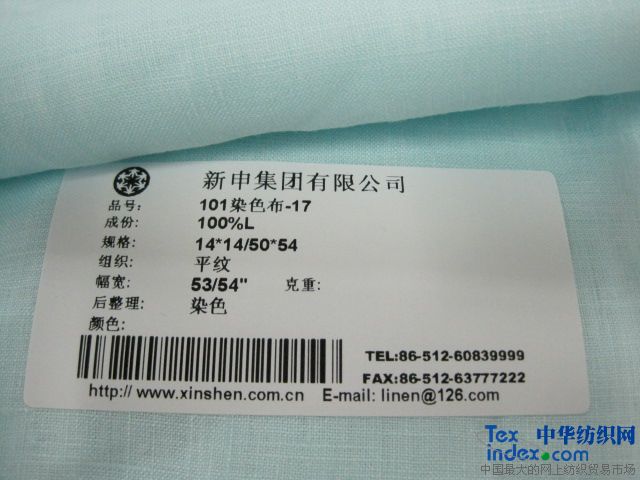 新申集团有限公司
品号: 101染色布-17
成份: 100%L
规格: 14*14/50*54
组织: 平纹
幅宽: 53/54" 克重:
后整理: 染色
颜色:
TEL:86-512-60839999
FAX:86-512-63777222
http://www.xinshen.com.cn E-mail: linen@126.com
Tex 中华纺织网
index.com
中国最大的网上纺织贸易市场